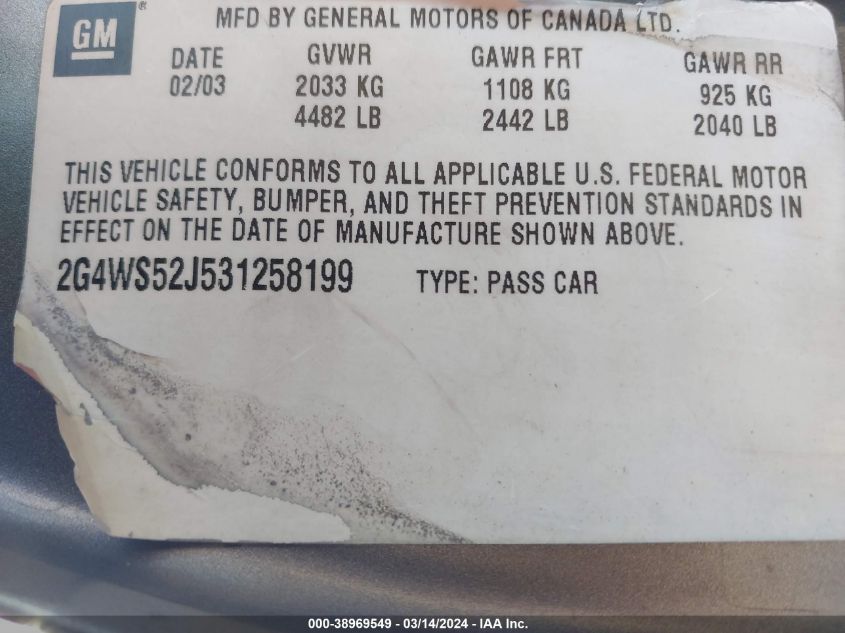 MFD BY GENERAL MOTORS OF CANADA LTD.
GM ®
DATE GVWR GAWR FRT GAWR RR
02/03 2033 KG 1108 KG 925 KG
4482 LB 2442 LB 2040 LB
THIS VEHICLE CONFORMS TO ALL APPLICABLE U.S. FEDERAL MOTOR
VEHICLE SAFETY, BUMPER, AND THEFT PREVENTION STANDARDS IN
EFFECT ON THE DATE OF MANUFACTURE SHOWN ABOVE.
2G4WS52J531258199 TYPE: PASS CAR
000-38969549 - 03/14/2024 - IAA Inc.